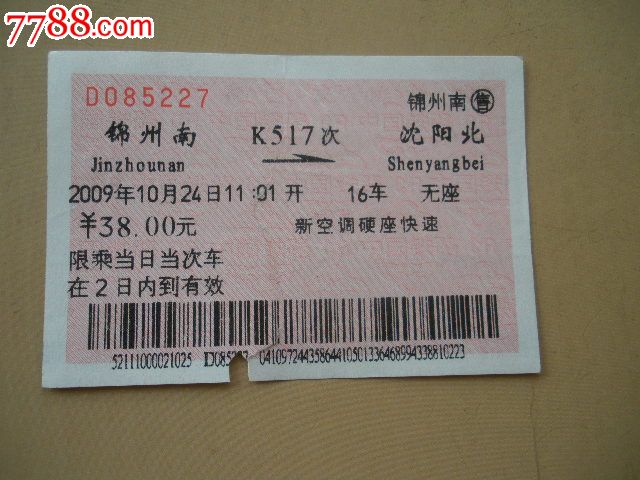 7788.com
D085227
锦州南售
锦州南 K517次 沈阳北
Jinzhounan Shenyangbei
2009年10月24日11:01开 16车 无座
¥38.00元 新空调硬座快速
限乘当日当次车
在2日内到有效
52111000021025 D085227 04109724435864410501336468994338810223